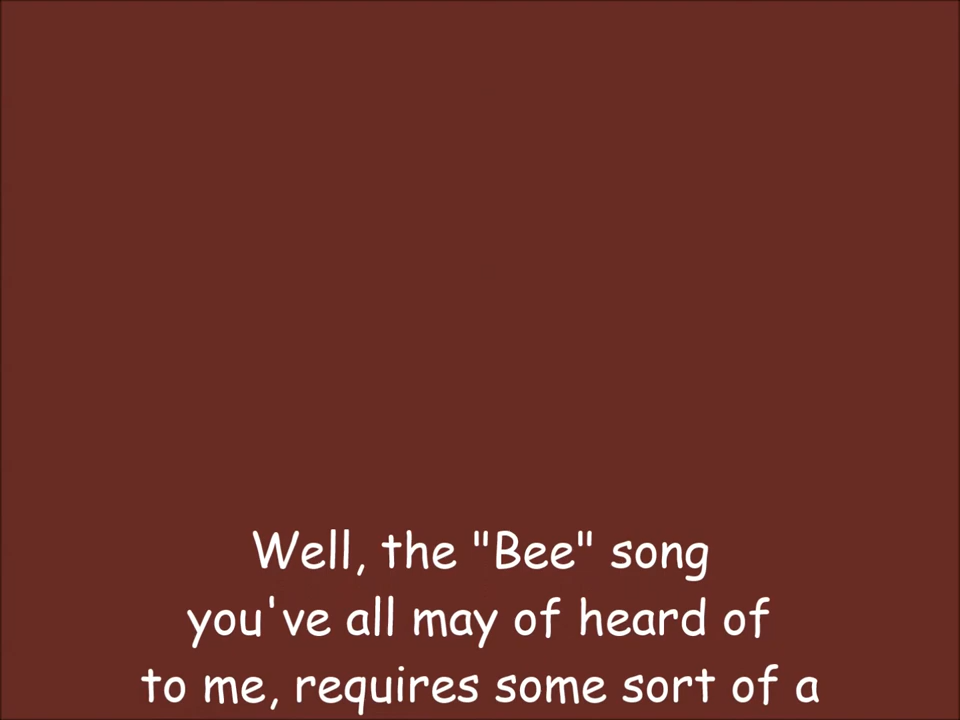 Well, the "Bee" song
you've all may of heard of
to me, requires some sort of a